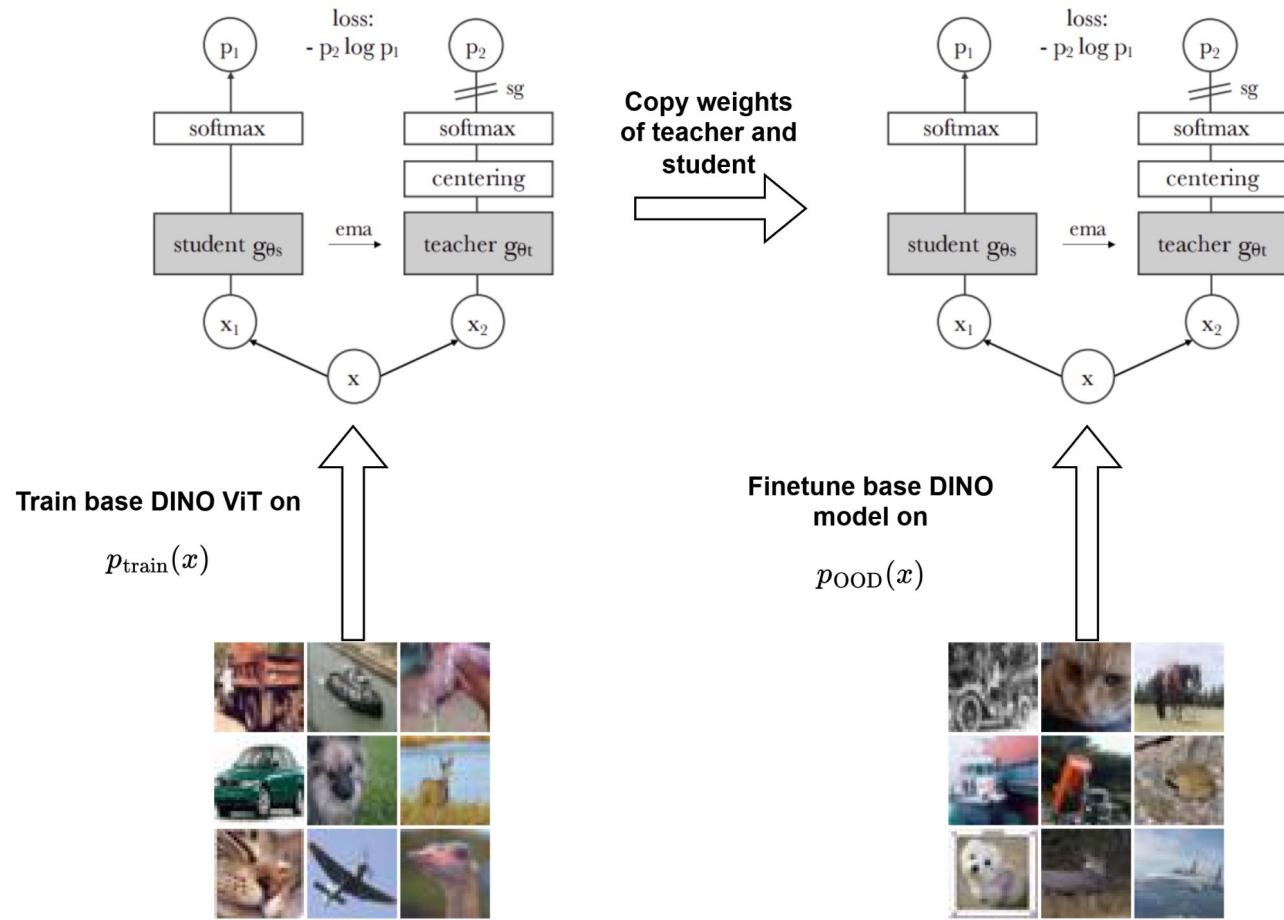 loss:
- p₂ log p₁
p₁
p₂
sg
softmax
softmax
centering
student gθs
ema
teacher gθt
x₁
x₂
x
Copy weights
of teacher and
student
loss:
- p₂ log p₁
p₁
p₂
sg
softmax
softmax
centering
student gθs
ema
teacher gθt
x₁
x₂
x
Train base DINO ViT on
p_train(x)
Finetune base DINO
model on
p_OOD(x)